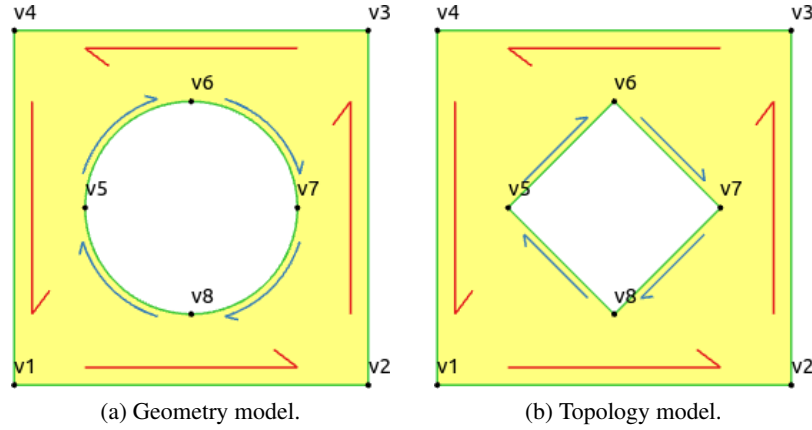 v4 v3 v4 v3
v6 v6
v5 v7 v5 v7
v8 v8
v1 v2 v1 v2
(a) Geometry model. (b) Topology model.